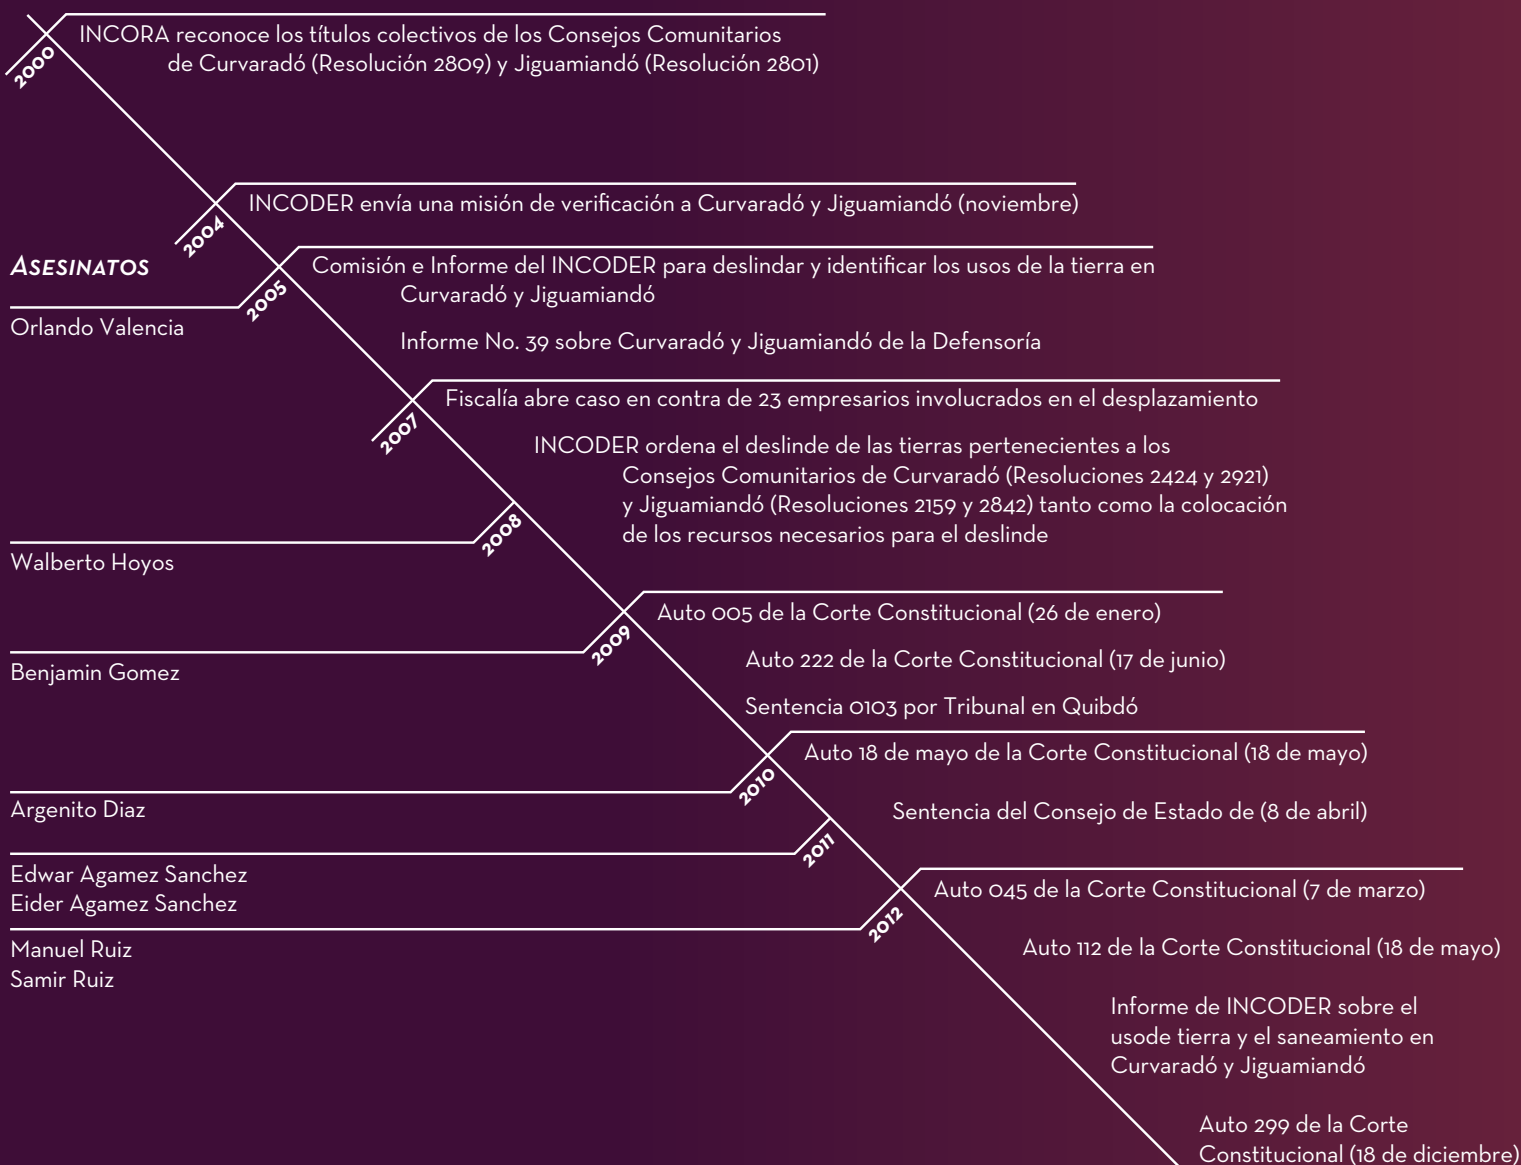 2000
INCORA reconoce los títulos colectivos de los Consejos Comunitarios
de Curvaradó (Resolución 2809) y Jiguamiandó (Resolución 2801)
2004
INCODER envía una misión de verificación a Curvaradó y Jiguamiandó (noviembre)
ASESINATOS
2005
Comisión e Informe del INCODER para deslindar y identificar los usos de la tierra en
Curvaradó y Jiguamiandó
Informe No. 39 sobre Curvaradó y Jiguamiandó de la Defensoría
Orlando Valencia
2007
Fiscalía abre caso en contra de 23 empresarios involucrados en el desplazamiento
INCODER ordena el deslinde de las tierras pertenecientes a los
Consejos Comunitarios de Curvaradó (Resoluciones 2424 y 2921)
y Jiguamiandó (Resoluciones 2159 y 2842) tanto como la colocación
de los recursos necesarios para el deslinde
2008
Walberto Hoyos
2009
Auto 005 de la Corte Constitucional (26 de enero)
Auto 222 de la Corte Constitucional (17 de junio)
Sentencia 0103 por Tribunal en Quibdó
Benjamin Gomez
2010
Auto 18 de mayo de la Corte Constitucional (18 de mayo)
Sentencia del Consejo de Estado de (8 de abril)
Argenito Diaz
2011
Edwar Agamez Sanchez
Eider Agamez Sanchez
2012
Auto 045 de la Corte Constitucional (7 de marzo)
Auto 112 de la Corte Constitucional (18 de mayo)
Informe de INCODER sobre el
usode tierra y el saneamiento en
Curvaradó y Jiguamiandó
Auto 299 de la Corte
Constitucional (18 de diciembre)
Manuel Ruiz
Samir Ruiz